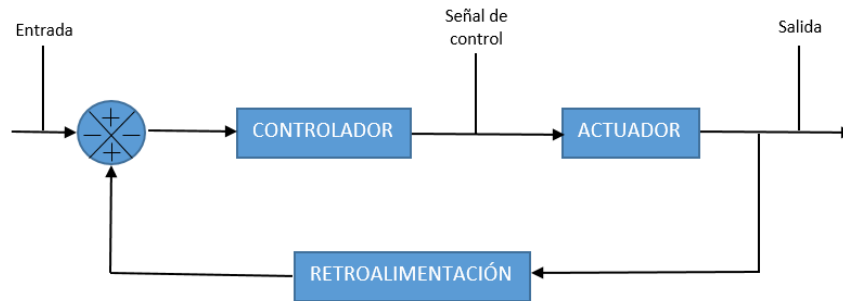 Entrada
Señal de
control
Salida
+
- -
+
CONTROLADOR
ACTUADOR
RETROALIMENTACIÓN